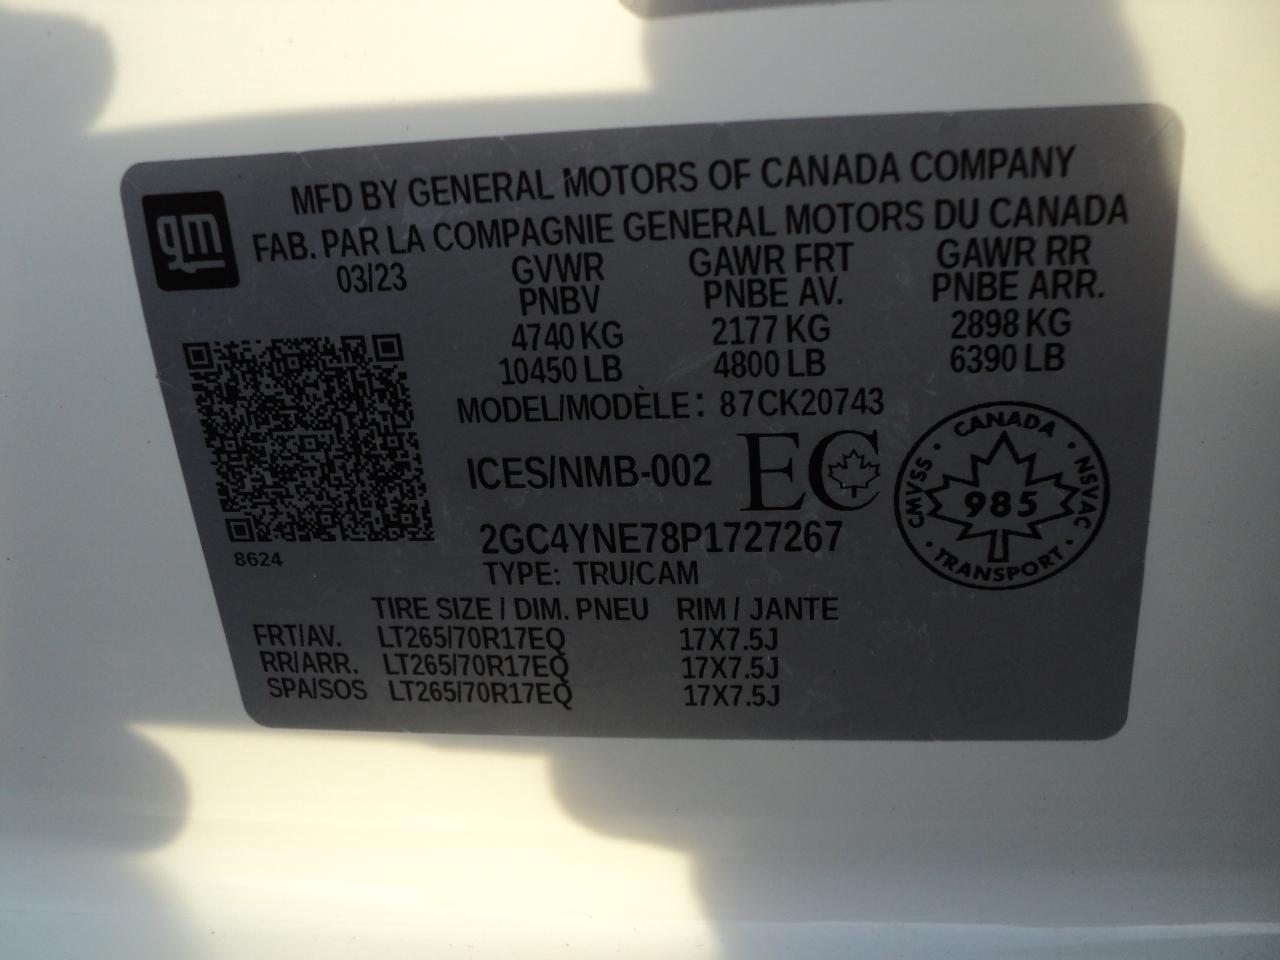 gm
MFD BY GENERAL MOTORS OF CANADA COMPANY
FAB. PAR LA COMPAGNIE GENERAL MOTORS DU CANADA
03/23 GVWR GAWR FRT GAWR RR
PNBV PNBE AV. PNBE ARR.
4740 KG 2177 KG 2898 KG
10450 LB 4800 LB 6390 LB
MODEL/MODÈLE: 87CK20743
ICES/NMB-002 EC
2GC4YNE78P1727267
TYPE: TRU/CAM
8624
CANADA
CMVSS 985 NSVAC
TRANSPORT
TIRE SIZE / DIM. PNEU RIM / JANTE
FRT/AV. LT265/70R17EQ 17X7.5J
RR/ARR. LT265/70R17EQ 17X7.5J
SPA/SOS LT265/70R17EQ 17X7.5J